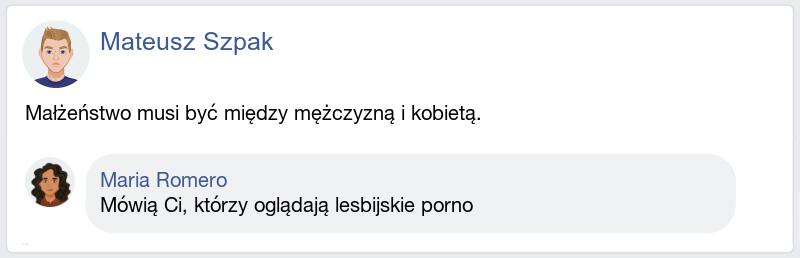 Mateusz Szpak
Małżeństwo musi być między mężczyzną i kobietą.
Maria Romero
Mówią Ci, którzy oglądają lesbijskie porno